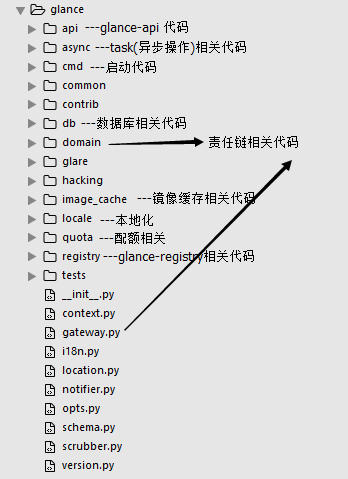 glance
api ---glance-api 代码
async ---task(异步操作)相关代码
cmd ---启动代码
common
contrib
db ---数据库相关代码
domain 责任链相关代码
glare
hacking
image_cache ---镜像缓存相关代码
locale ---本地化
quota ---配额相关
registry ---glance-registry相关代码
tests
__init__.py
context.py
gateway.py
i18n.py
location.py
notifier.py
opts.py
schema.py
scrubber.py
version.py